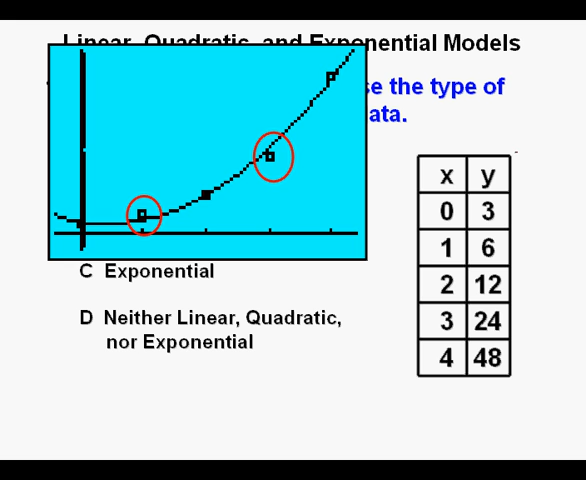 Linear, Quadratic, and Exponential Models
se the type of
ata.
C Exponential
D Neither Linear, Quadratic,
nor Exponential
x y
0 3
1 6
2 12
3 24
4 48